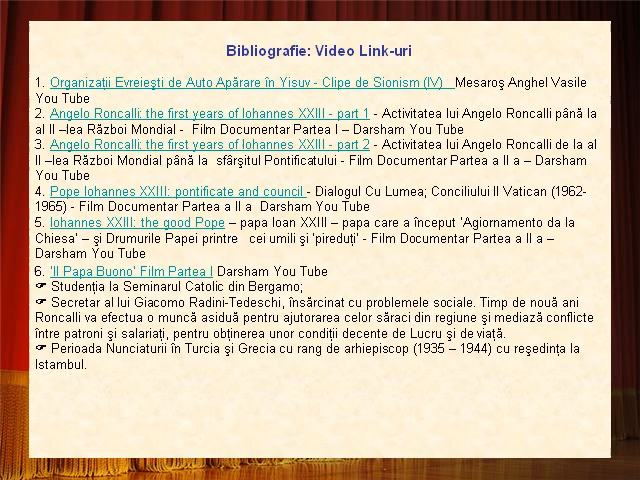 Bibliografie: Video Link-uri
1. Organizaţii Evreieşti de Auto Apărare în Yisuv - Clipe de Sionism (IV) Mesaroş Anghel Vasile
You Tube
2. Angelo Roncalli: the first years of Iohannes XXIII - part 1 - Activitatea lui Angelo Roncalli până la
al II –lea Război Mondial - Film Documentar Partea I – Darsham You Tube
3. Angelo Roncalli: the first years of Iohannes XXIII - part 2 - Activitatea lui Angelo Roncalli de la al
II –lea Război Mondial până la sfârşitul Pontificatului - Film Documentar Partea a II a – Darsham
You Tube
4. Pope Iohannes XXIII: pontificate and council - Dialogul Cu Lumea; Conciliului II Vatican (1962-
1965) - Film Documentar Partea a II a Darsham You Tube
5. Iohannes XXIII: the good Pope – papa Ioan XXIII – papa care a început 'Agiornamento da la
Chiesa' – şi Drumurile Papei printre cei umili şi 'pireduţi' - Film Documentar Partea a II a –
Darsham You Tube
6. 'Il Papa Buono' Film Partea I Darsham You Tube
☞ Studenţia la Seminarul Catolic din Bergamo;
☞ Secretar al lui Giacomo Radini-Tedeschi, însărcinat cu problemele sociale. Timp de nouă ani
Roncalli va efectua o muncă asiduă pentru ajutorarea celor săraci din regiune şi mediază conflicte
între patroni şi salariaţi, pentru obţinerea unor condiţii decente de Lucru şi de viaţă.
☞ Perioada Nunciaturii în Turcia şi Grecia cu rang de arhiepiscop (1935 – 1944) cu reşedinţa la
Istambul.